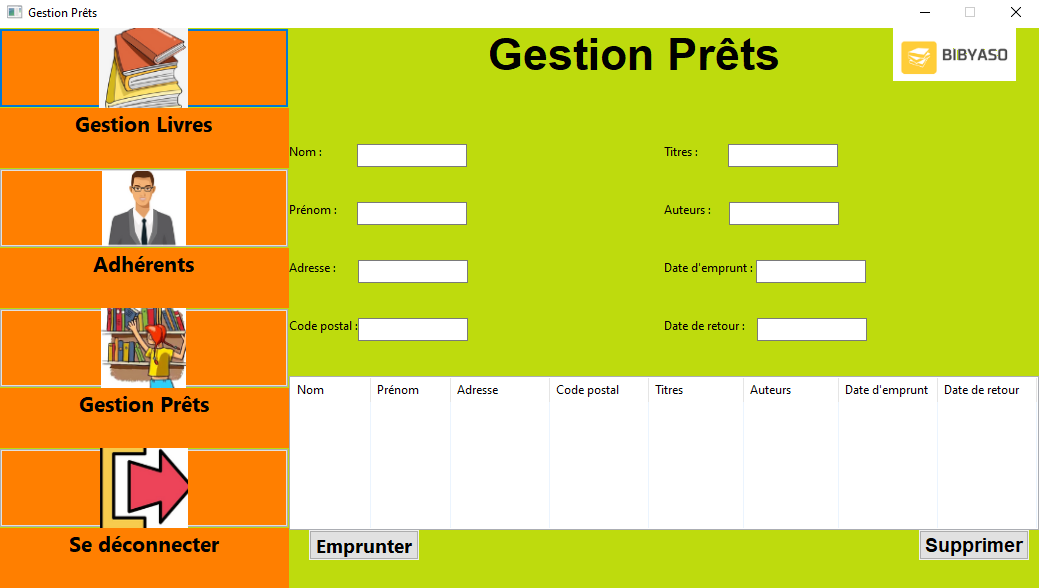 Gestion Prêts
Gestion Prêts
BIBYASO
Gestion Livres
Adhérents
Gestion Prêts
Se déconnecter
Nom :
Titres :
Prénom :
Auteurs :
Adresse :
Date d'emprunt :
Code postal :
Date de retour :
Nom Prénom Adresse Code postal Titres Auteurs Date d'emprunt Date de retour
Emprunter
Supprimer